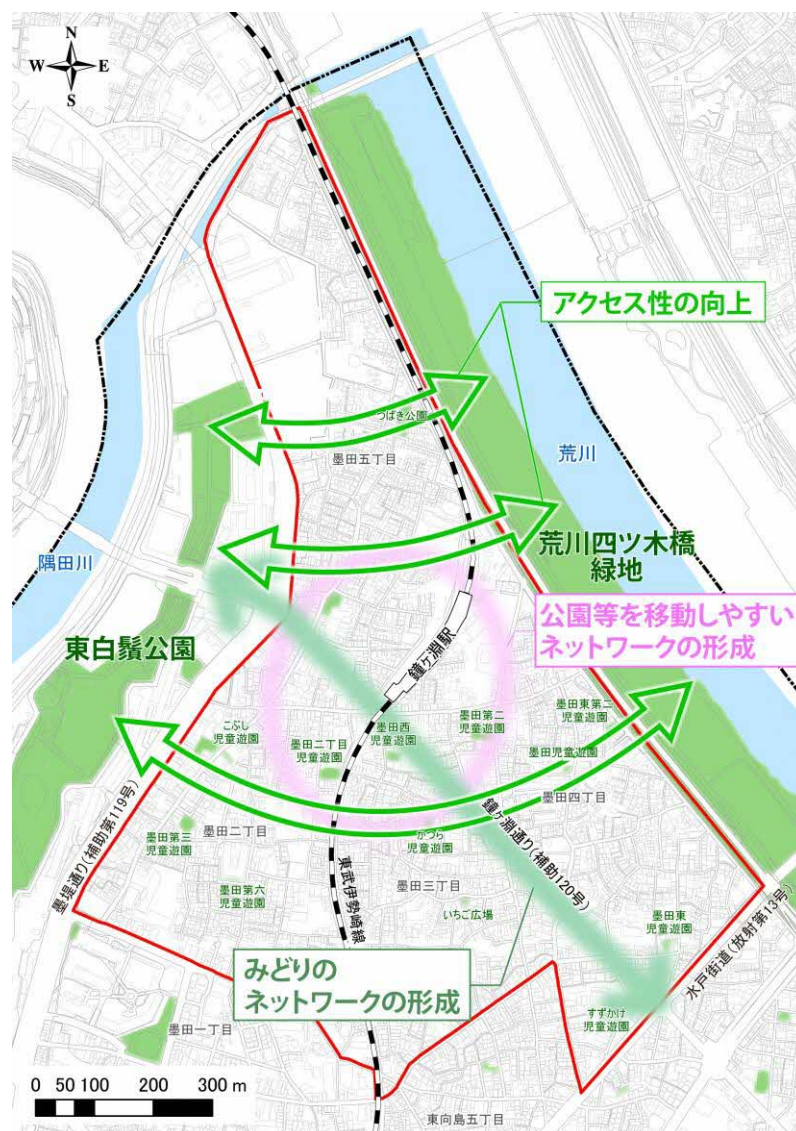 N
W E
S
アクセス性の向上
つばき公園
墨田五丁目
荒川
隅田川
荒川四ツ木橋
緑地
公園等を移動しやすい
ネットワークの形成
東白鬚公園
鐘ヶ淵駅
こぶし
児童遊園
墨田二丁目
児童遊園
墨田西
児童遊園
墨田第二
児童遊園
墨田東第二
児童遊園
墨田児童遊園
墨田四丁目
鐘ヶ淵通り(補助120号)
かつら
児童遊園
墨堤通り(補助第119号)
墨田第三
児童遊園
墨田二丁目
墨田第六
児童遊園
東武伊勢崎線
墨田三丁目
いちご広場
墨田東
児童遊園
水戸街道(放射第13号)
みどりの
ネットワークの形成
すずかけ
児童遊園
墨田一丁目
0 50 100 200 300 m
東向島五丁目